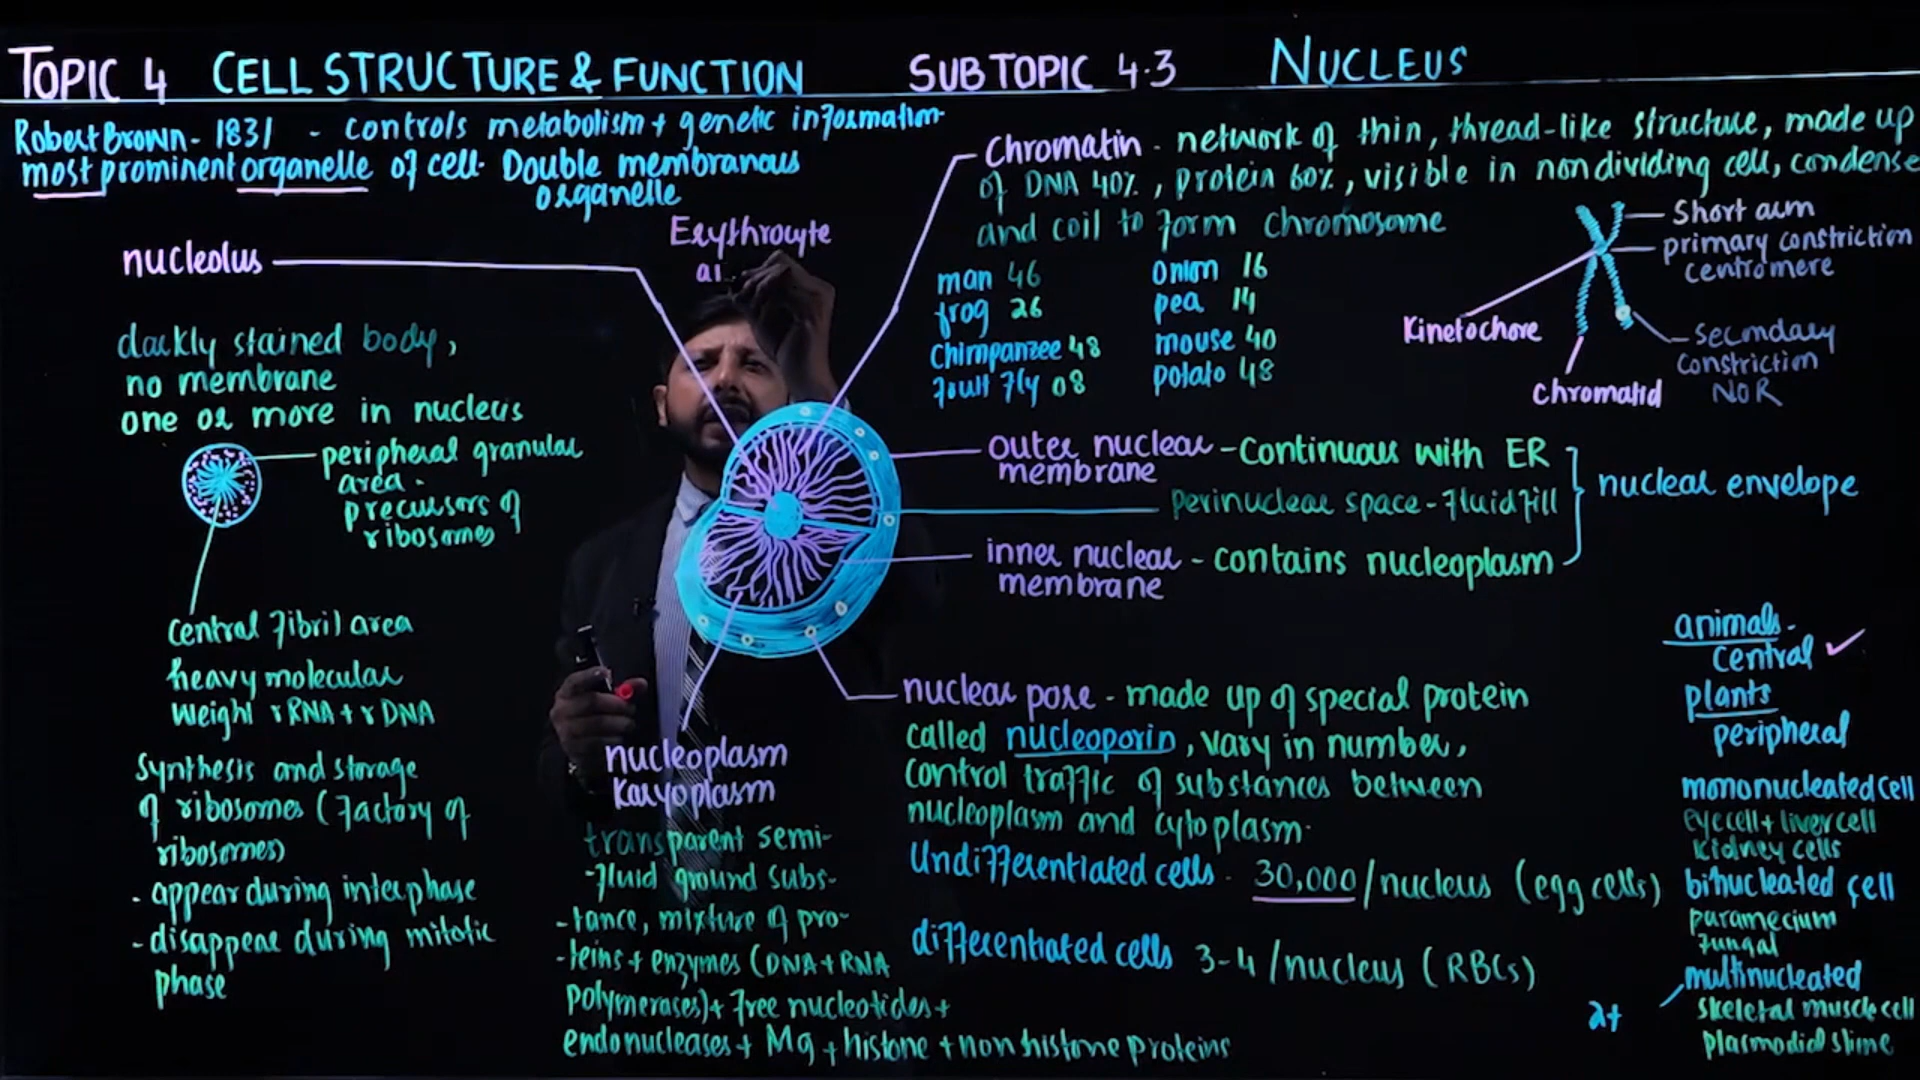 TOPIC 4 CELL STRUCTURE & FUNCTION SUBTOPIC 4.3 NUCLEUS
Robert Brown - 1831 - controls metabolism + genetic information.
most prominent organelle of cell. Double membranous
organelle
Erythrocyte
nucleolus
darkly stained body,
no membrane
one or more in nucleus
peripheral granular
area.
precursors of
ribosomes
Central fibril area
heavy molecular
weight rRNA + rDNA
Synthesis and storage
of ribosomes (factory of
ribosomes)
- appear during interphase
- disappear during mitotic
phase
nucleoplasm
Karyoplasm
transparent semi-
-fluid ground subs-
-tance, mixture of pro-
-teins + enzymes (DNA + RNA
polymerases) + free nucleotides +
endonucleases + Mg + histone + non histone proteins
Chromatin - network of thin, thread-like structure, made up
of DNA 40%, protein 60%, visible in nondividing cell, condense
and coil to form chromosome
man 46
frog 26
Chimpanzee 48
fruit fly 08
onion 16
pea 14
mouse 40
potato 48
Short arm
primary constriction
centromere
Kinetochore
secondary
constriction
NOR
Chromatid
outer nuclear - Continuous with ER
membrane
perinuclear space - fluid fill
inner nuclear - contains nucleoplasm
membrane
nuclear envelope
nuclear pore - made up of special protein
called nucleoporin, vary in number,
control traffic of substances between
nucleoplasm and cytoplasm.
Undifferentiated cells - 30,000/nucleus (egg cells)
differentiated cells 3-4/nucleus (RBCs)
animals -
central
plants
peripheral
mononucleated cell
eyecell + liver cell
kidney cells
binucleated cell
paramecium
fungal
multinucleated
2+
skeletal muscle cell
plasmodial slime